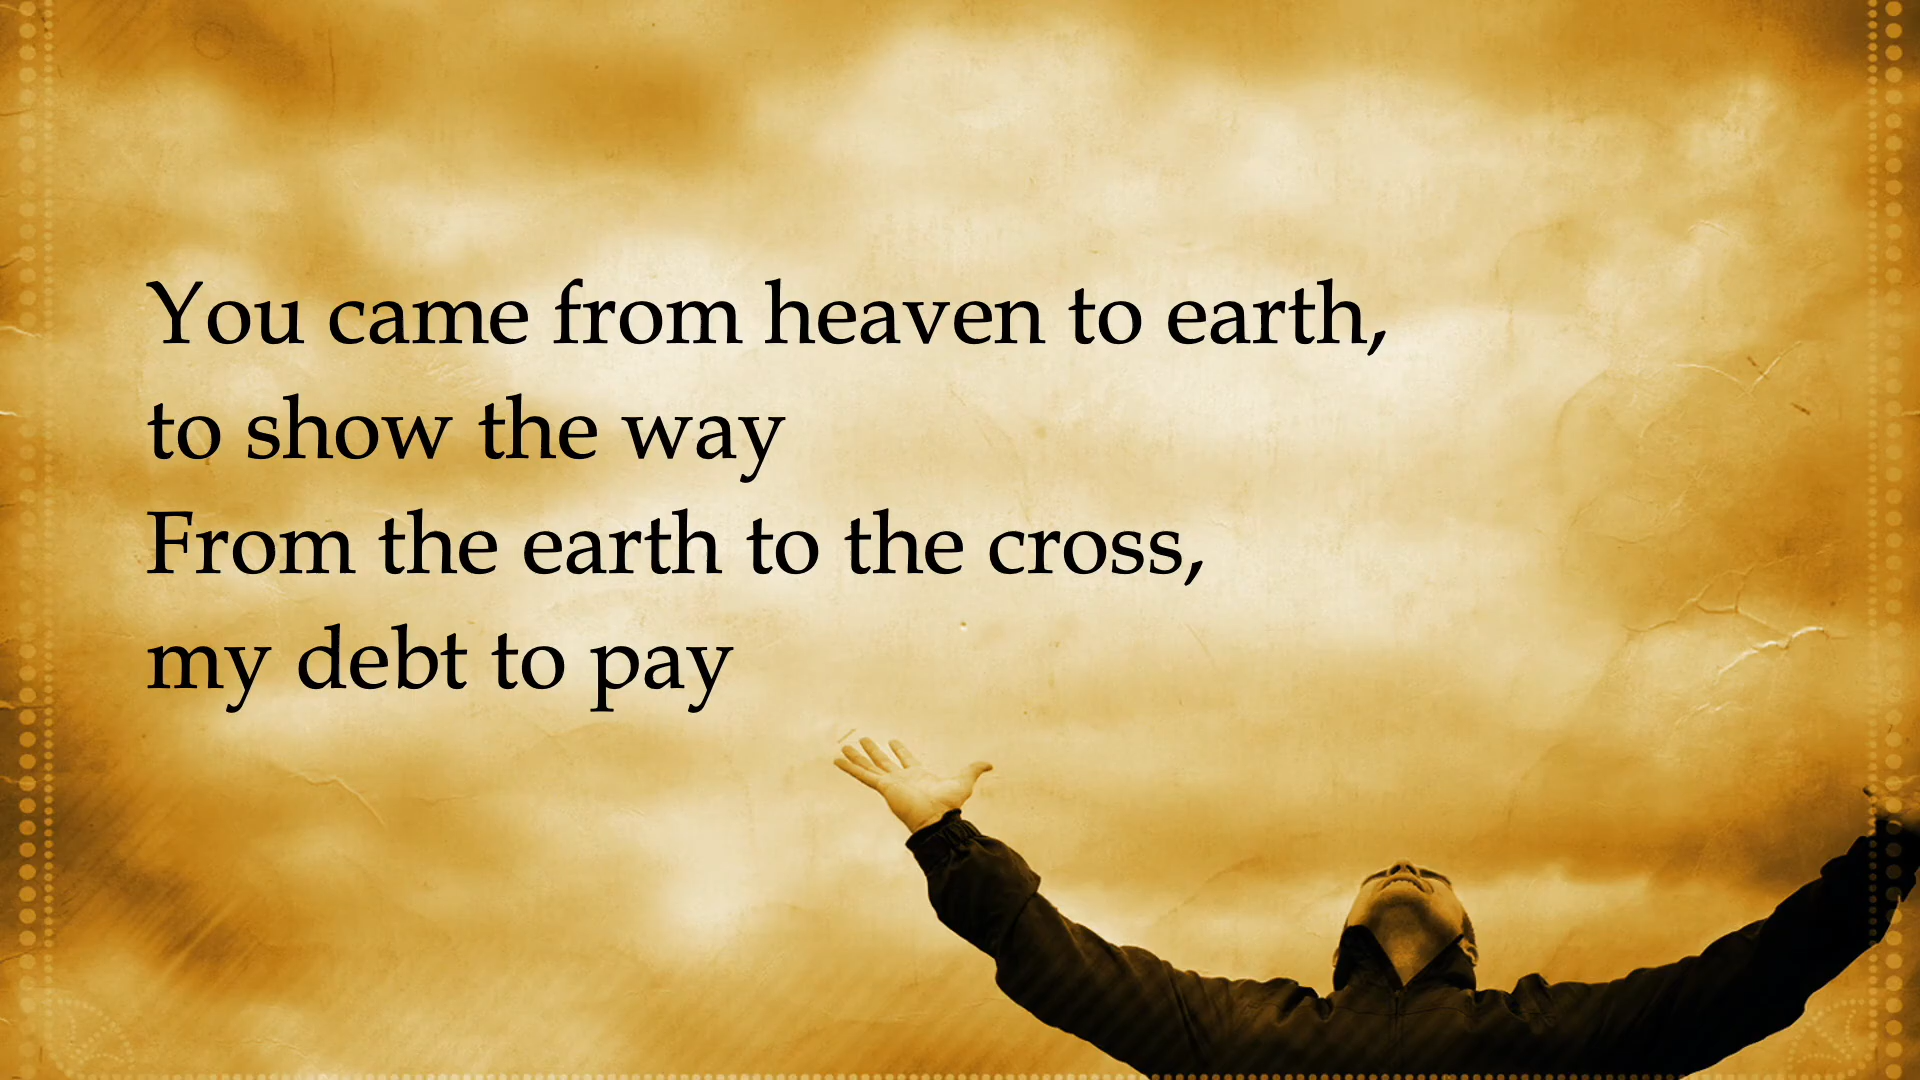 You came from heaven to earth,
to show the way
From the earth to the cross,
my debt to pay